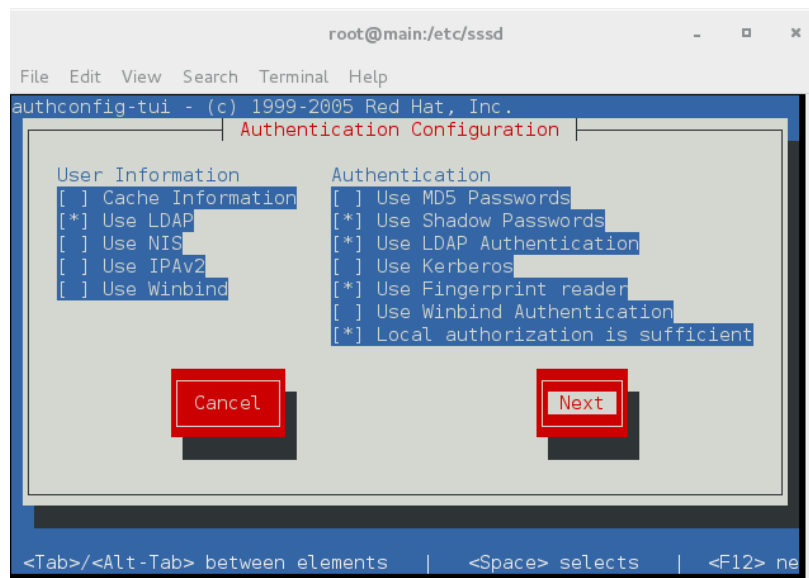 root@main:/etc/sssd
File Edit View Search Terminal Help
authconfig-tui - (c) 1999-2005 Red Hat, Inc.
Authentication Configuration
User Information
[ ] Cache Information
[*] Use LDAP
[ ] Use NIS
[ ] Use IPAv2
[ ] Use Winbind
Authentication
[ ] Use MD5 Passwords
[*] Use Shadow Passwords
[*] Use LDAP Authentication
[ ] Use Kerberos
[*] Use Fingerprint reader
[ ] Use Winbind Authentication
[*] Local authorization is sufficient
Cancel
Next
<Tab>/<Alt-Tab> between elements | <Space> selects | <F12> ne